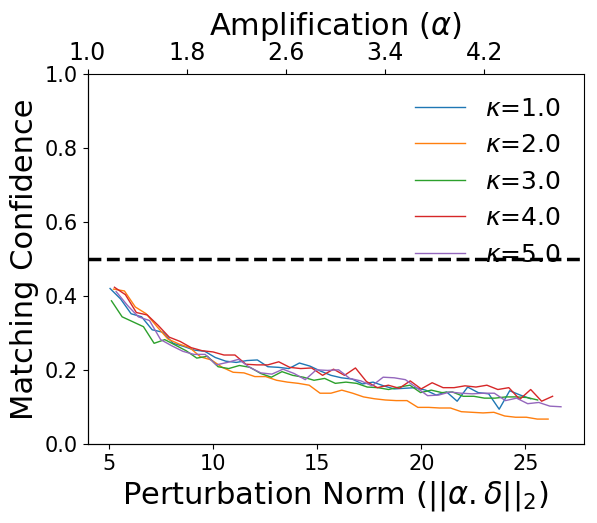 Amplification (α)
1.0 1.8 2.6 3.4 4.2
Matching Confidence
1.0
0.8
0.6
0.4
0.2
0.0
κ=1.0
κ=2.0
κ=3.0
κ=4.0
κ=5.0
5 10 15 20 25
Perturbation Norm (||α.δ||₂)